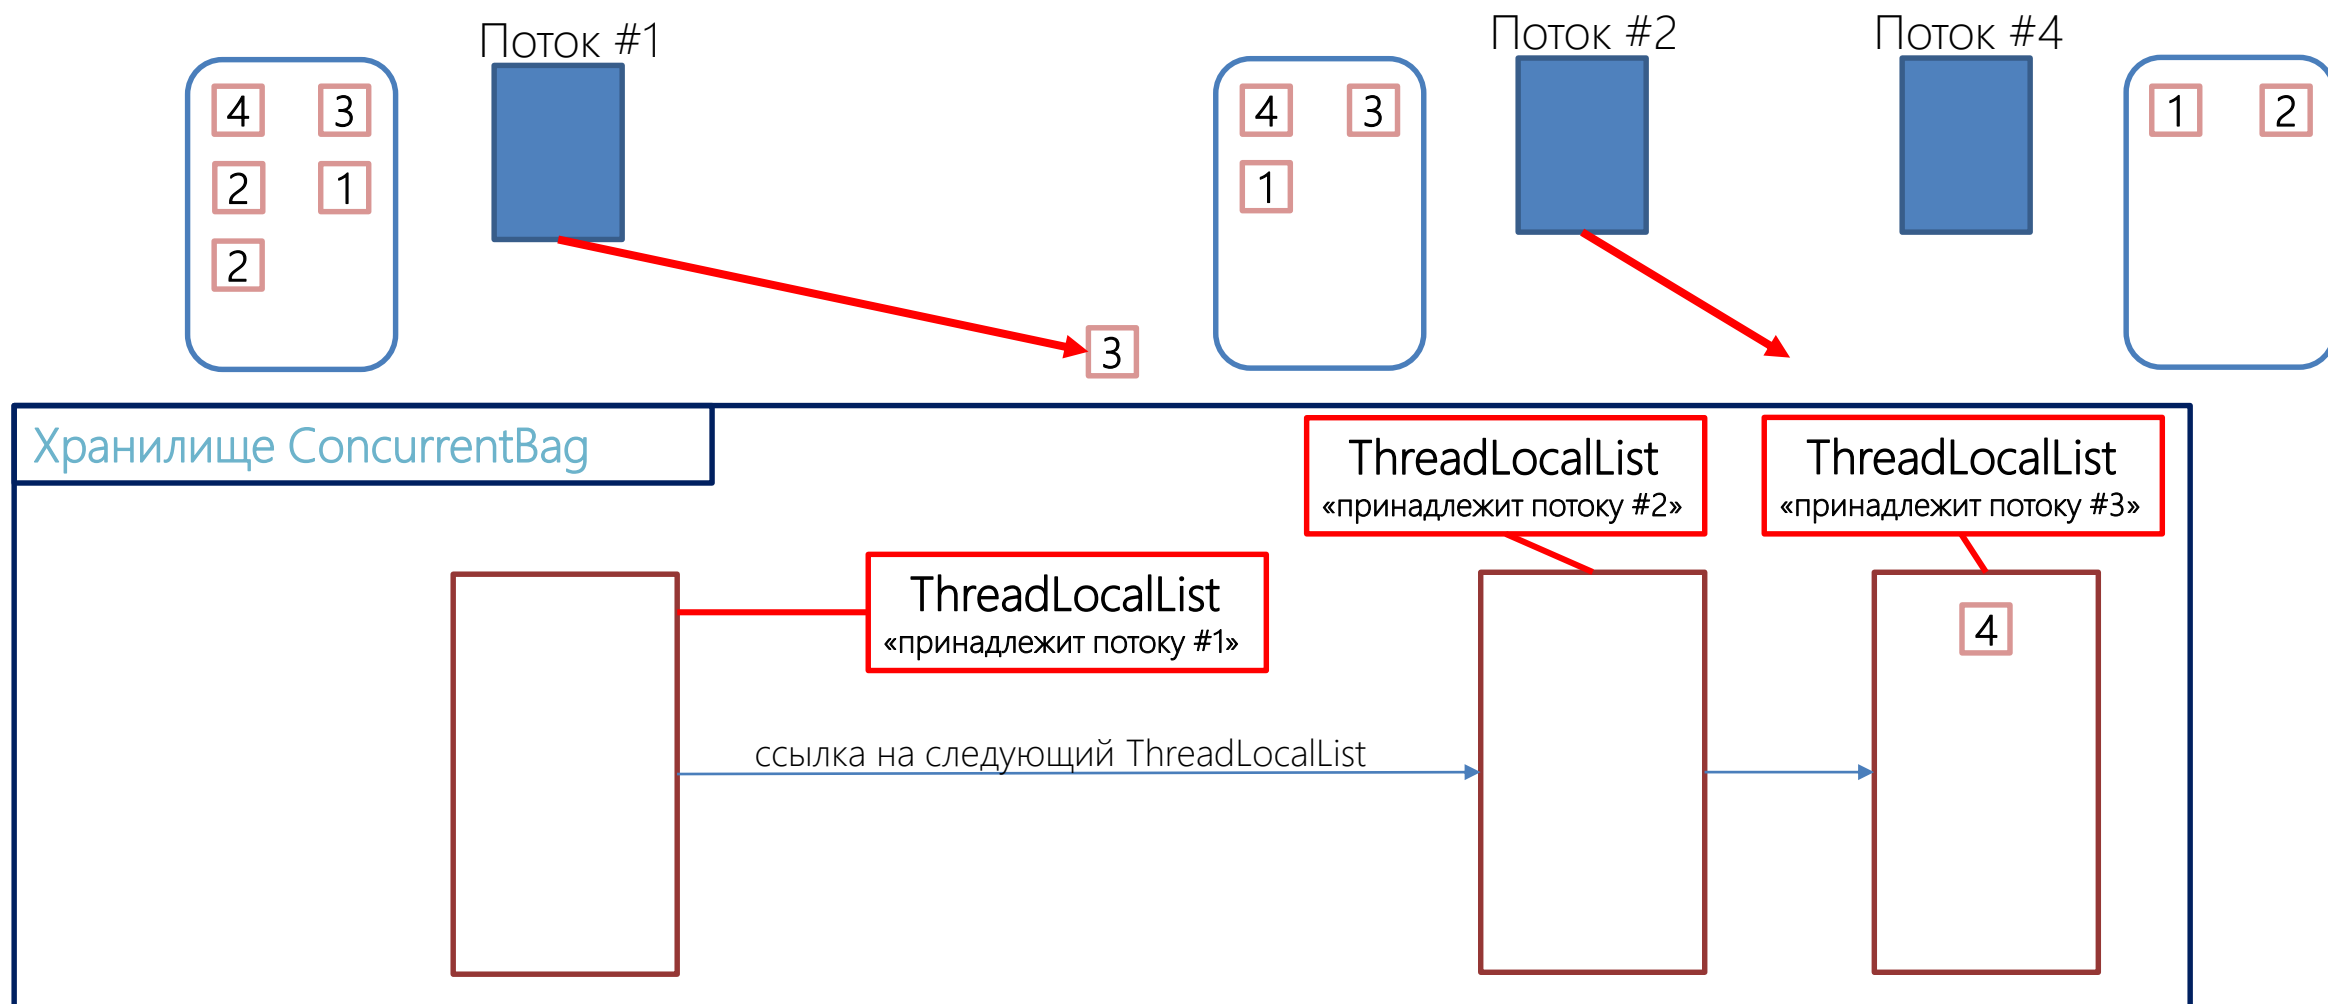 Поток #1
Поток #2
Поток #4
4 3
2 1
2
3
4 3
1
1 2
Хранилище ConcurrentBag
ThreadLocalList
«принадлежит потоку #2»
ThreadLocalList
«принадлежит потоку #3»
ThreadLocalList
«принадлежит потоку #1»
4
ссылка на следующий ThreadLocalList